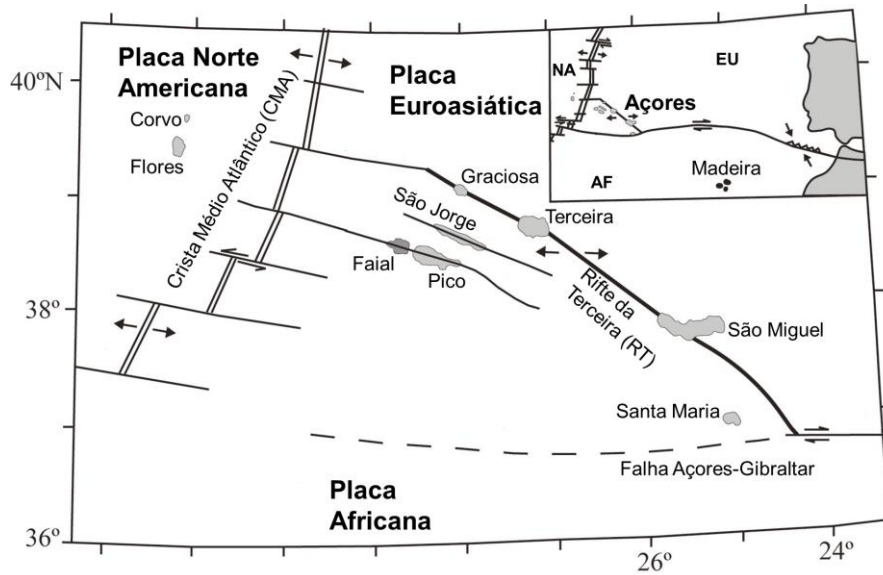 40ºN
38º
36º
26º
24º
Placa Norte
Americana
Corvo
Flores
Crista Médio Atlântico (CMA)
Placa
Euroasiática
Graciosa
São Jorge
Terceira
Faial
Pico
Rifte da
Terceira (RT)
São Miguel
Santa Maria
Falha Açores-Gibraltar
Placa
Africana
NA
EU
Açores
AF
Madeira